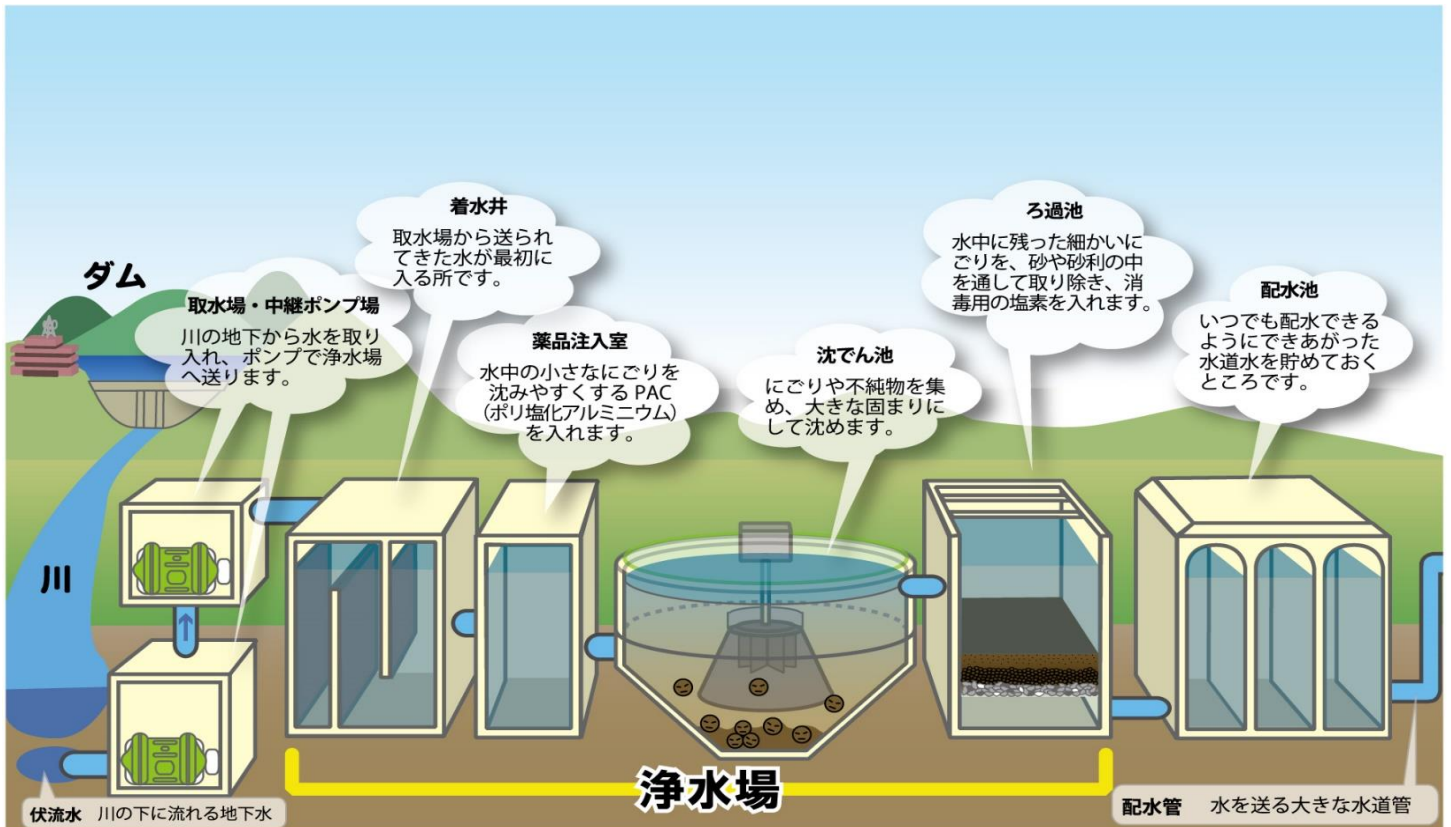 ダム
取水場・中継ポンプ場
川の地下から水を取り
入れ、ポンプで浄水場
へ送ります。
着水井
取水場から送られ
てきた水が最初に
入る所です。
薬品注入室
水中の小さなにごりを
沈みやすくする PAC
（ポリ塩化アルミニウム）
を入れます。
沈でん池
にごりや不純物を集
め、大きな固まりに
して沈めます。
ろ過池
水中に残った細かいに
ごりを、砂や砂利の中
を通して取り除き、消
毒用の塩素を入れます。
配水池
いつでも配水できる
ようにできあがった
水道水を貯めておく
ところです。
川
浄水場
伏流水 川の下に流れる地下水
配水管 水を送る大きな水道管